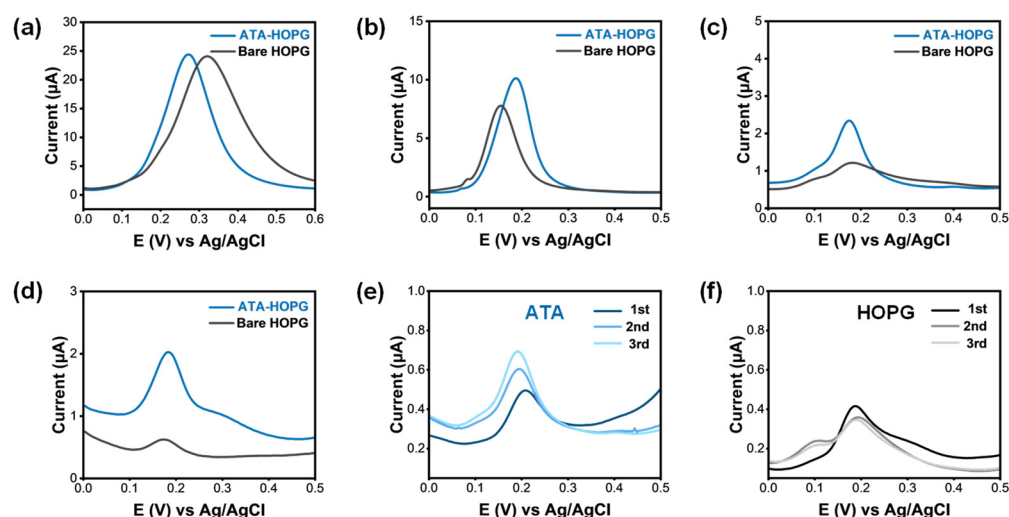 (a)
30
25
20
15
10
5
0
Current (µA)
ATA-HOPG
Bare HOPG
0.0 0.1 0.2 0.3 0.4 0.5 0.6
E (V) vs Ag/AgCl
(b)
15
10
5
0
Current (µA)
ATA-HOPG
Bare HOPG
0.0 0.1 0.2 0.3 0.4 0.5
E (V) vs Ag/AgCl
(c)
5
4
2
1
0
Current (µA)
ATA-HOPG
Bare HOPG
0.0 0.1 0.2 0.3 0.4 0.5
E (V) vs Ag/AgCl
(d)
3
2
1
0
Current (µA)
ATA-HOPG
Bare HOPG
0.0 0.1 0.2 0.3 0.4 0.5
E (V) vs Ag/AgCl
(e)
1.0
0.8
0.6
0.4
0.2
Current (µA)
ATA
1st
2nd
3rd
0.0 0.1 0.2 0.3 0.4 0.5
E (V) vs Ag/AgCl
(f)
1.0
0.8
0.6
0.4
0.2
Current (µA)
HOPG
1st
2nd
3rd
0.0 0.1 0.2 0.3 0.4 0.5
E (V) vs Ag/AgCl